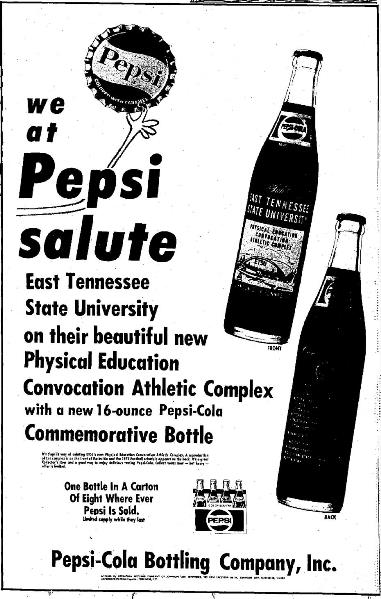 Pepsi
we
at
Pepsi
salute
East Tennessee
State University
on their beautiful new
Physical Education
Convocation Athletic Complex
with a new 16-ounce Pepsi-Cola
Commemorative Bottle
One Bottle In A Carton
Of Eight Where Ever
Pepsi Is Sold.
Limited supply while they last
PEPSI
PEPSI-COLA
EAST TENNESSEE
STATE UNIVERSITY
PHYSICAL EDUCATION
CONVOCATION
ATHLETIC COMPLEX
FRONT
BACK
Pepsi-Cola Bottling Company, Inc.